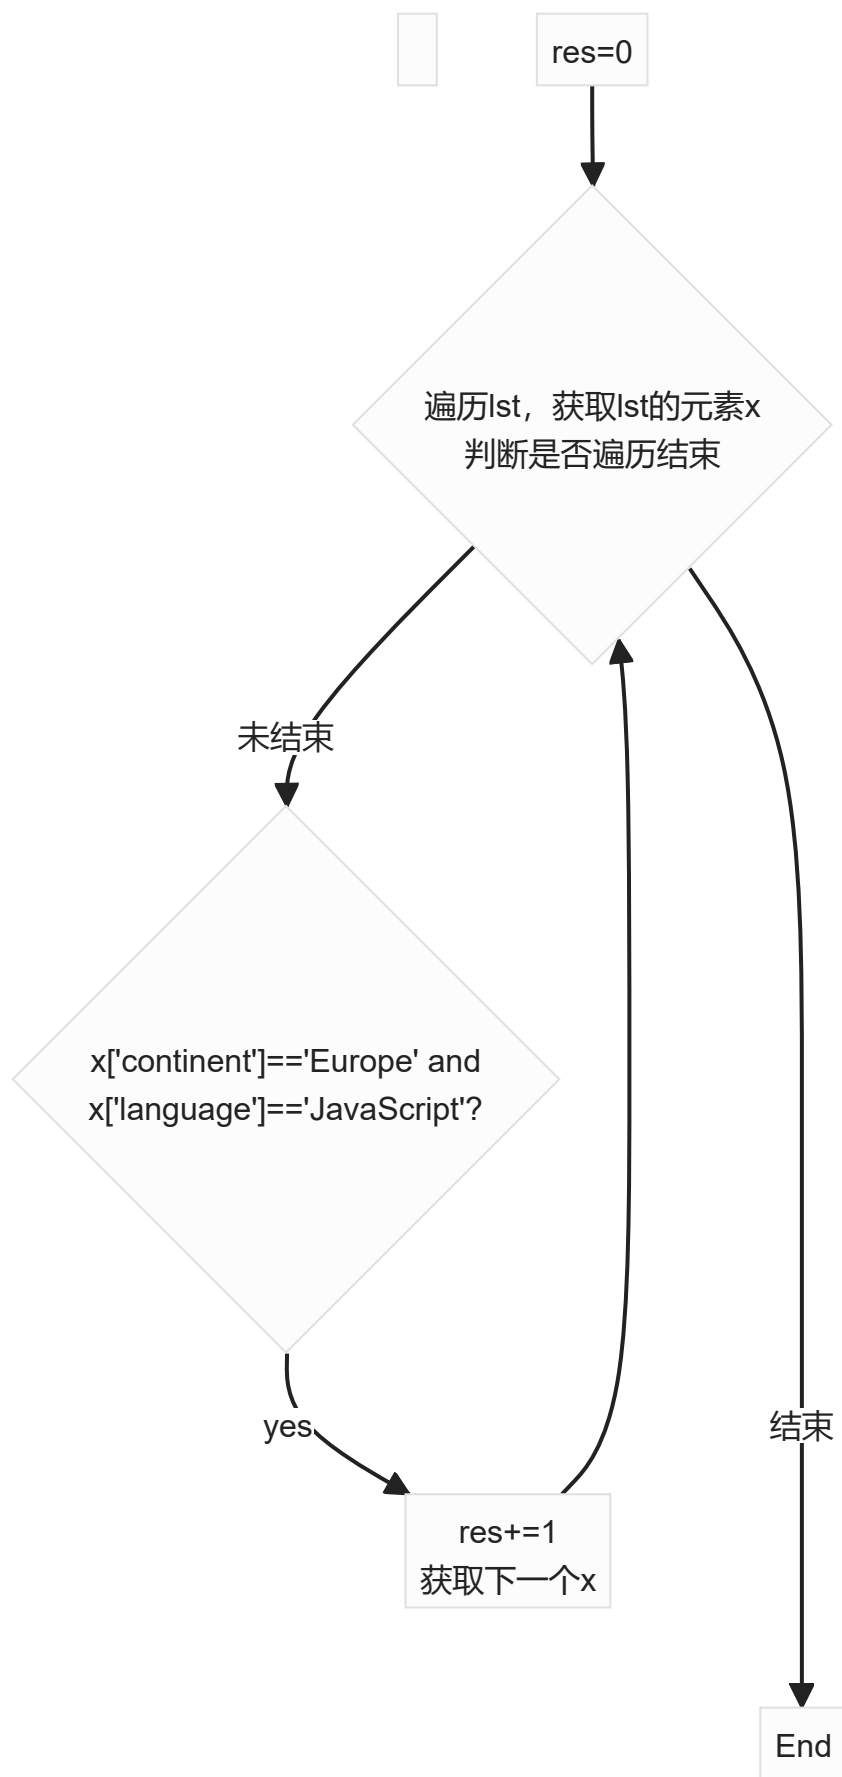 res=0
遍历lst，获取lst的元素x
判断是否遍历结束
未结束
x['continent']=='Europe' and
x['language']=='JavaScript'?
yes
结束
res+=1
获取下一个x
End